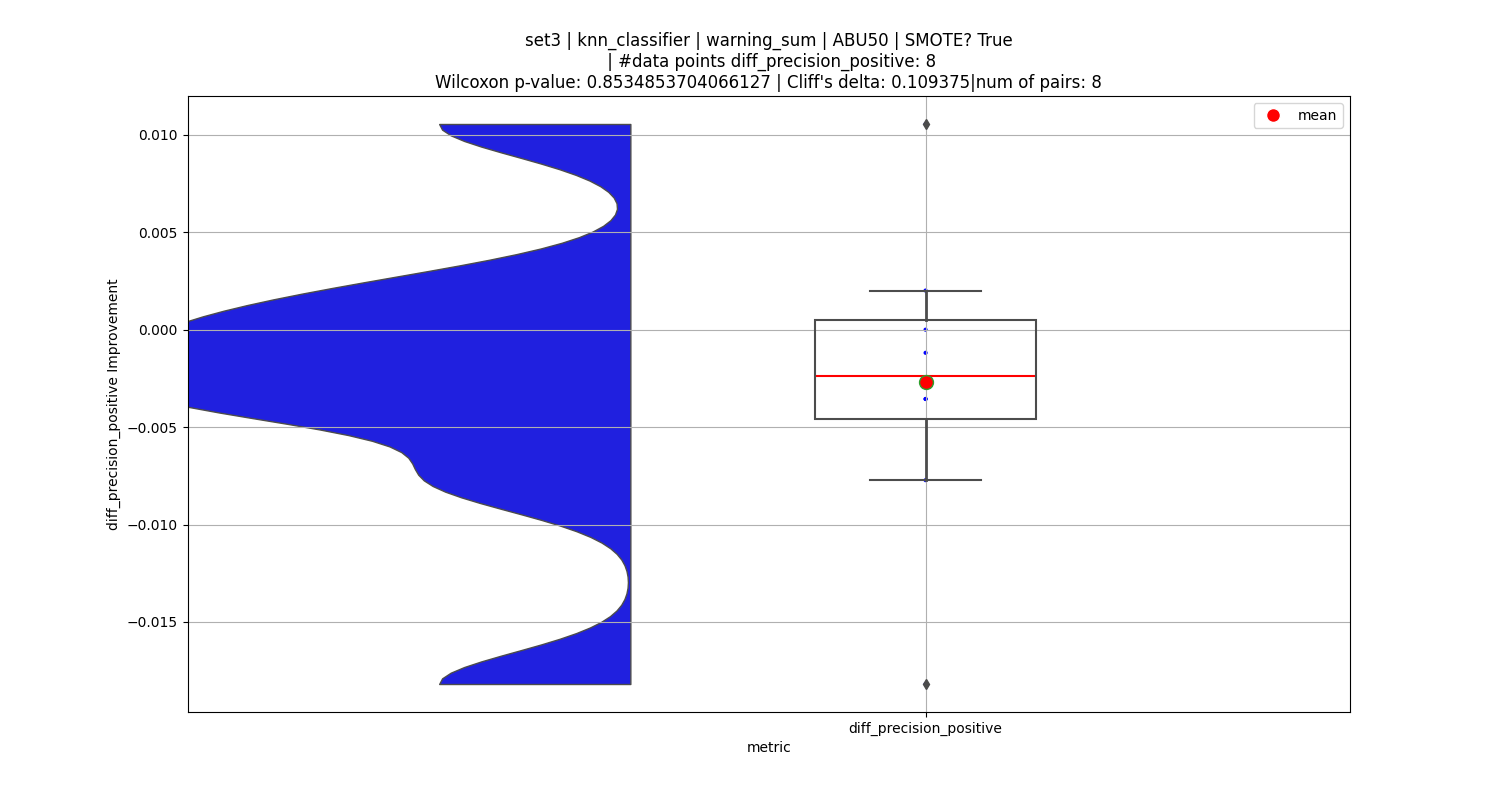 set3 | knn_classifier | warning_sum | ABU50 | SMOTE? True
| #data points diff_precision_positive: 8
Wilcoxon p-value: 0.8534853704066127 | Cliff's delta: 0.109375|num of pairs: 8
mean
0.010
0.005
0.000
−0.005
−0.010
−0.015
diff_precision_positive Improvement
diff_precision_positive
metric